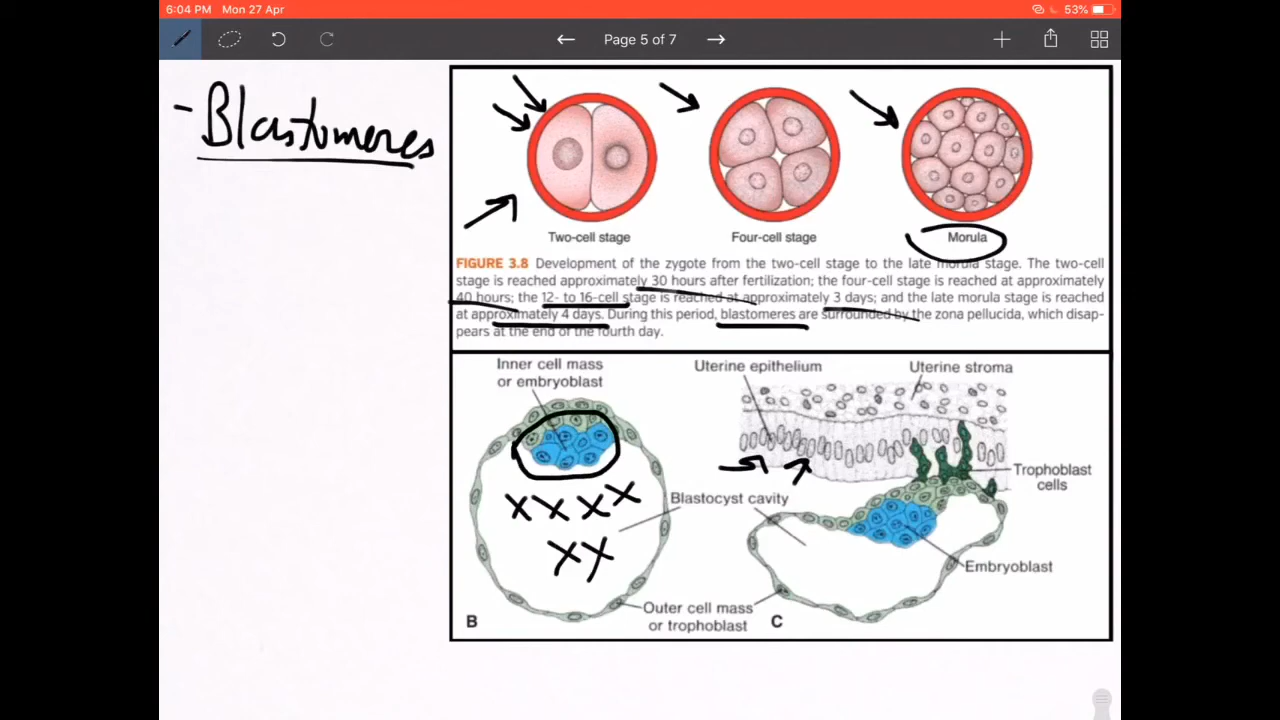 6:04 PM Mon 27 Apr
53%
Page 5 of 7
- Blastomeres
Two-cell stage
Four-cell stage
Morula
FIGURE 3.8 Development of the zygote from the two-cell stage to the late morula stage. The two-cell
stage is reached approximately 30 hours after fertilization; the four-cell stage is reached at approximately
40 hours; the 12- to 16-cell stage is reached at approximately 3 days; and the late morula stage is reached
at approximately 4 days. During this period, blastomeres are surrounded by the zona pellucida, which disap-
pears at the end of the fourth day.
Inner cell mass
or embryoblast
Uterine epithelium
Uterine stroma
Trophoblast
cells
Blastocyst cavity
X X X X
X X
Embryoblast
Outer cell mass
or trophoblast
B
C